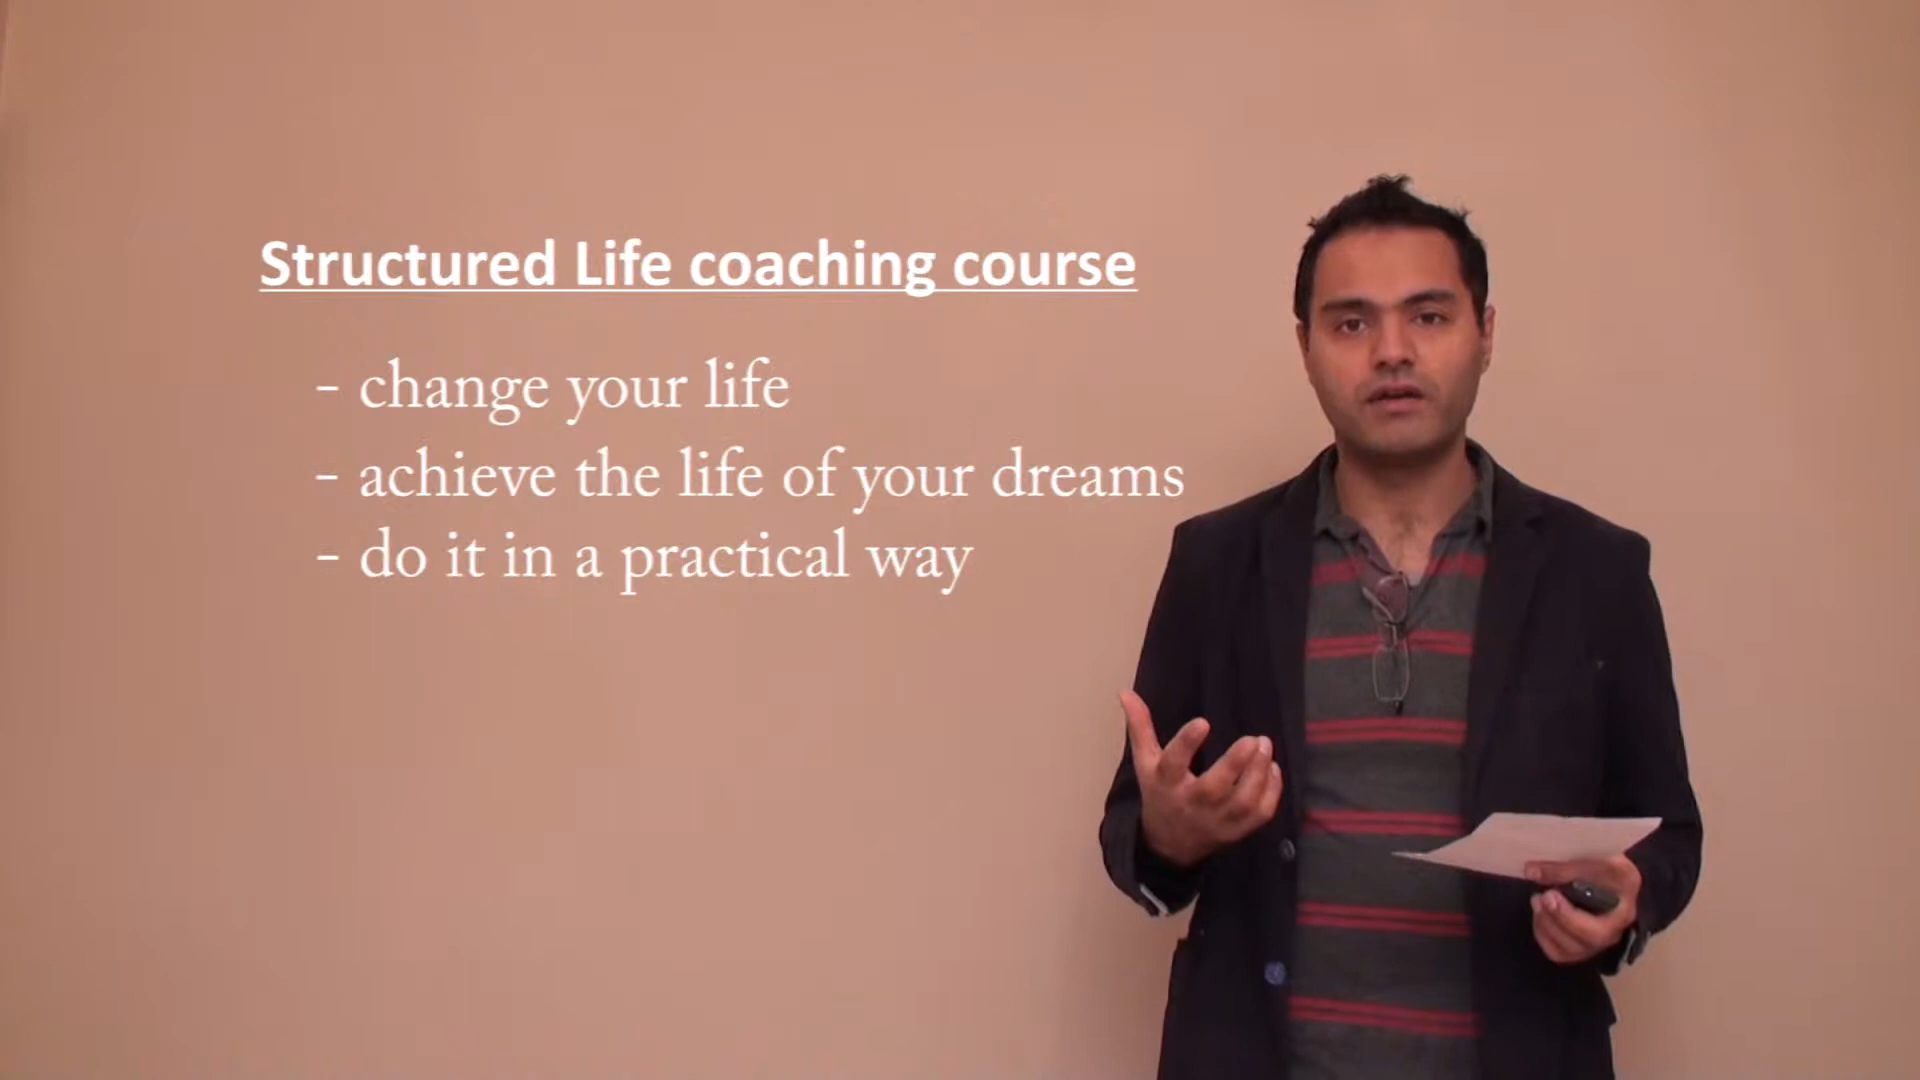 Structured Life coaching course
- change your life
- achieve the life of your dreams
- do it in a practical way